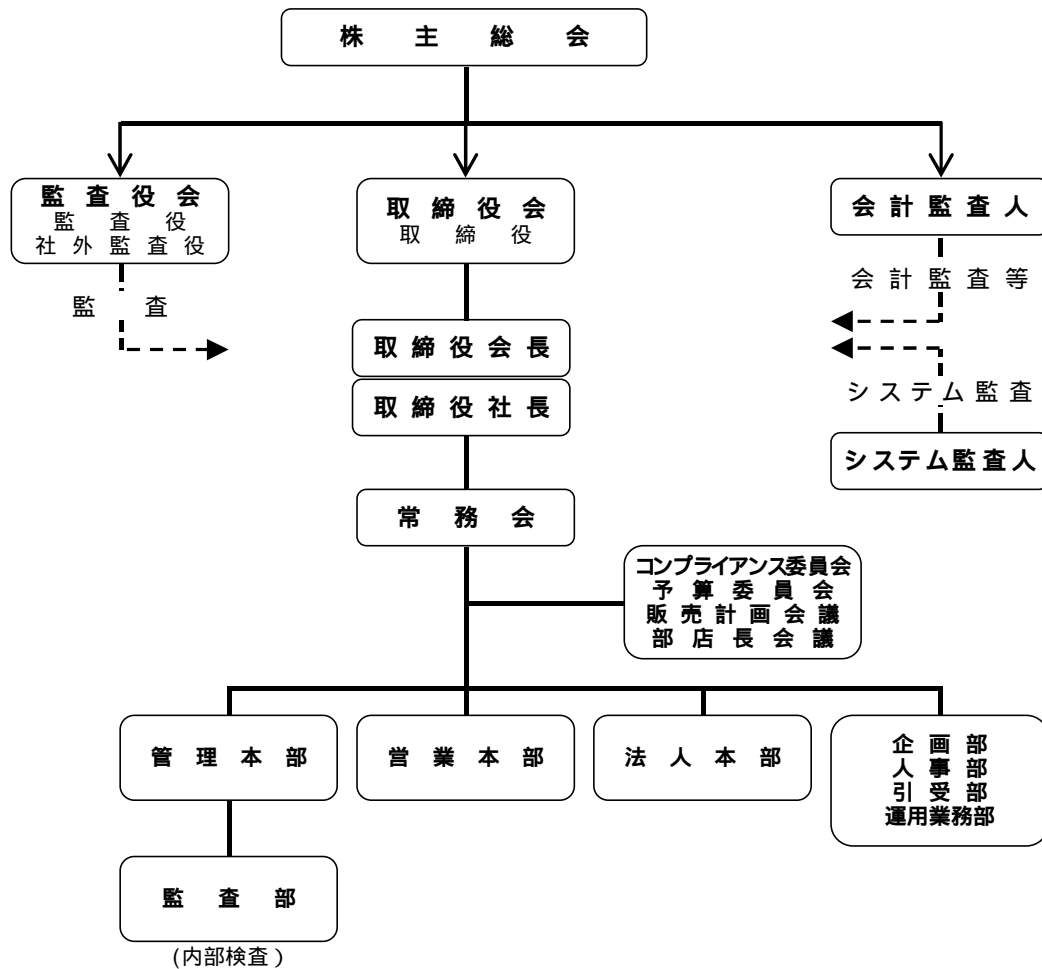 株主総会
監査役会
監査役
社外監査役
取締役会
取締役
会計監査人
監査
会計監査等
取締役会長
取締役社長
システム監査
システム監査人
常務会
コンプライアンス委員会
予算委員会
販売計画会議
部店長会議
管理本部
営業本部
法人本部
企画部
人事部
引受部
運用業務部
監査部
(内部検査)